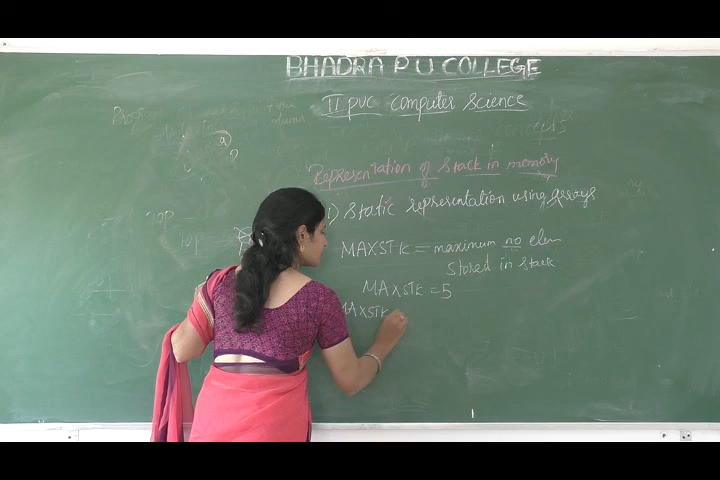 BHADRA P U COLLEGE
II PUC Computer Science
Representation of Stack in memory
1) Static representation using arrays
MAXSTK = maximum no elem
Stored in stack
MAXSTK = 5
MAXSTK